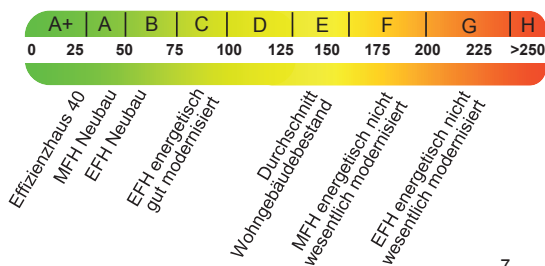 A+ A B C D E F G H
0 25 50 75 100 125 150 175 200 225 >250
Effizienzhaus 40
MFH Neubau
EFH Neubau
EFH energetisch
gut modernisiert
Durchschnitt
Wohngebäudebestand
MFH energetisch nicht
wesentlich modernisiert
EFH energetisch nicht
wesentlich modernisiert
7